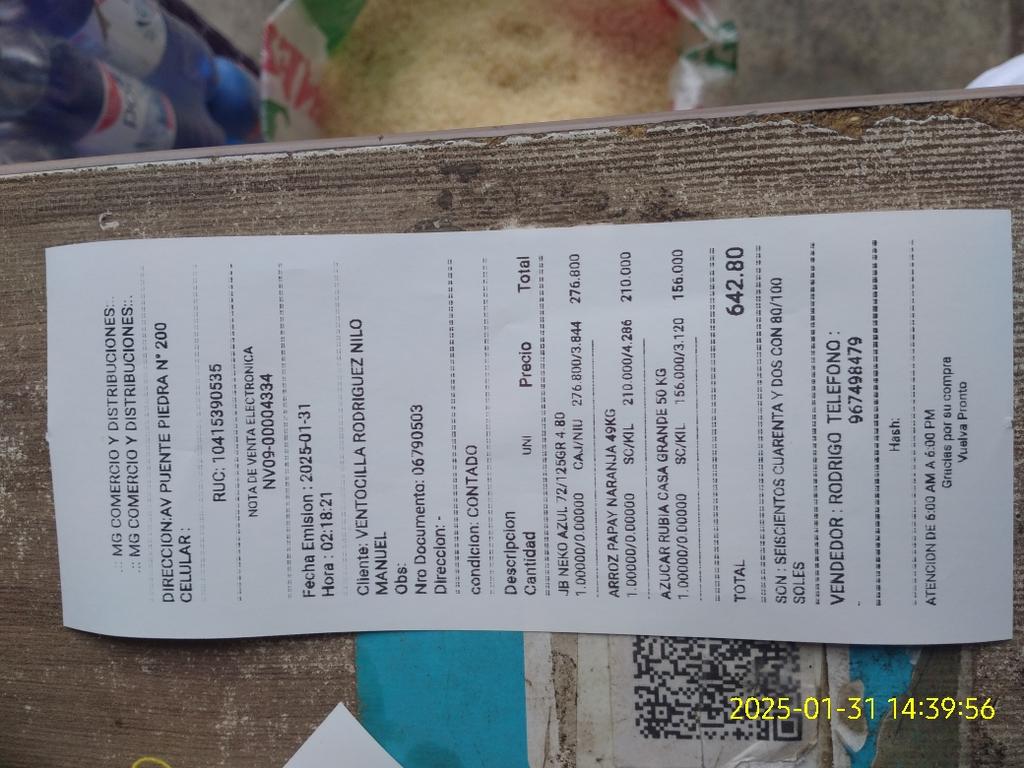 .:: MG COMERCIO Y DISTRIBUCIONES::.
.:: MG COMERCIO Y DISTRIBUCIONES::.
DIRECCION:AV PUENTE PIEDRA N° 200
CELULAR :
RUC: 10415390535
NOTA DE VENTA ELECTRONICA
NV09-00004334
Fecha Emision : 2025-01-31
Hora : 02:18:21
Cliente: VENTOCILLA RODRIGUEZ NILO
MANUEL
Obs:
Nro Documento: 06790503
Direccion: -
condicion: CONTADO
Descripcion
Cantidad UNI Precio Total
JB NEKO AZUL 72/125GR 4.80
1.00000/0.00000 CAJ/NIU 276.800/3.844 276.800
ARROZ PAPAY NARANJA 49KG
1.00000/0.00000 SC/KIL 210.000/4.286 210.000
AZUCAR RUBIA CASA GRANDE 50 KG
1.00000/0.00000 SC/KIL 156.000/3.120 156.000
TOTAL 642.80
SON : SEISCIENTOS CUARENTA Y DOS CON 80/100
SOLES
VENDEDOR : RODRIGO TELEFONO :
967498479
Hash:
ATENCION DE 6:00 AM A 6:00 PM
Gracias por su compra
Vuelva Pronto
2025-01-31 14:39:56